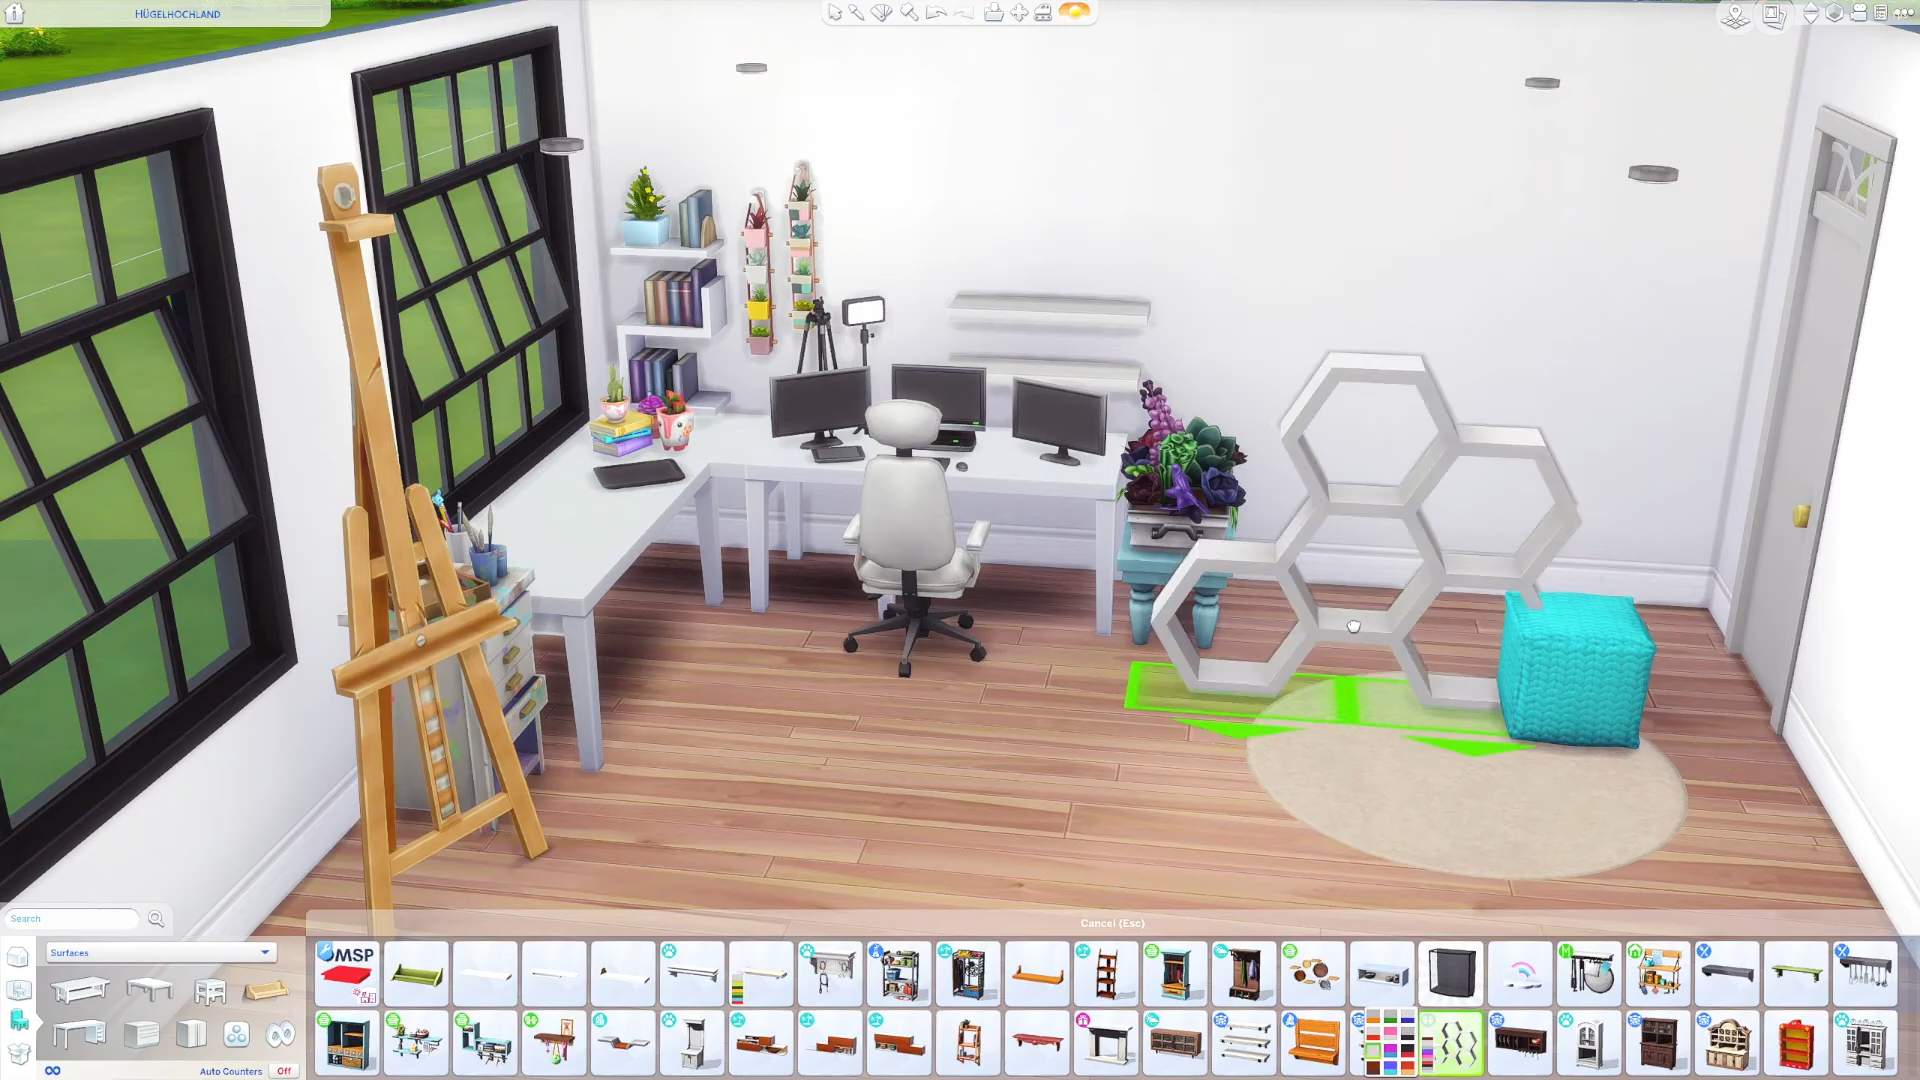 HÜGELHOCHLAND
Cancel (Esc)
Search
Surfaces
MSP
Auto Counters
Off